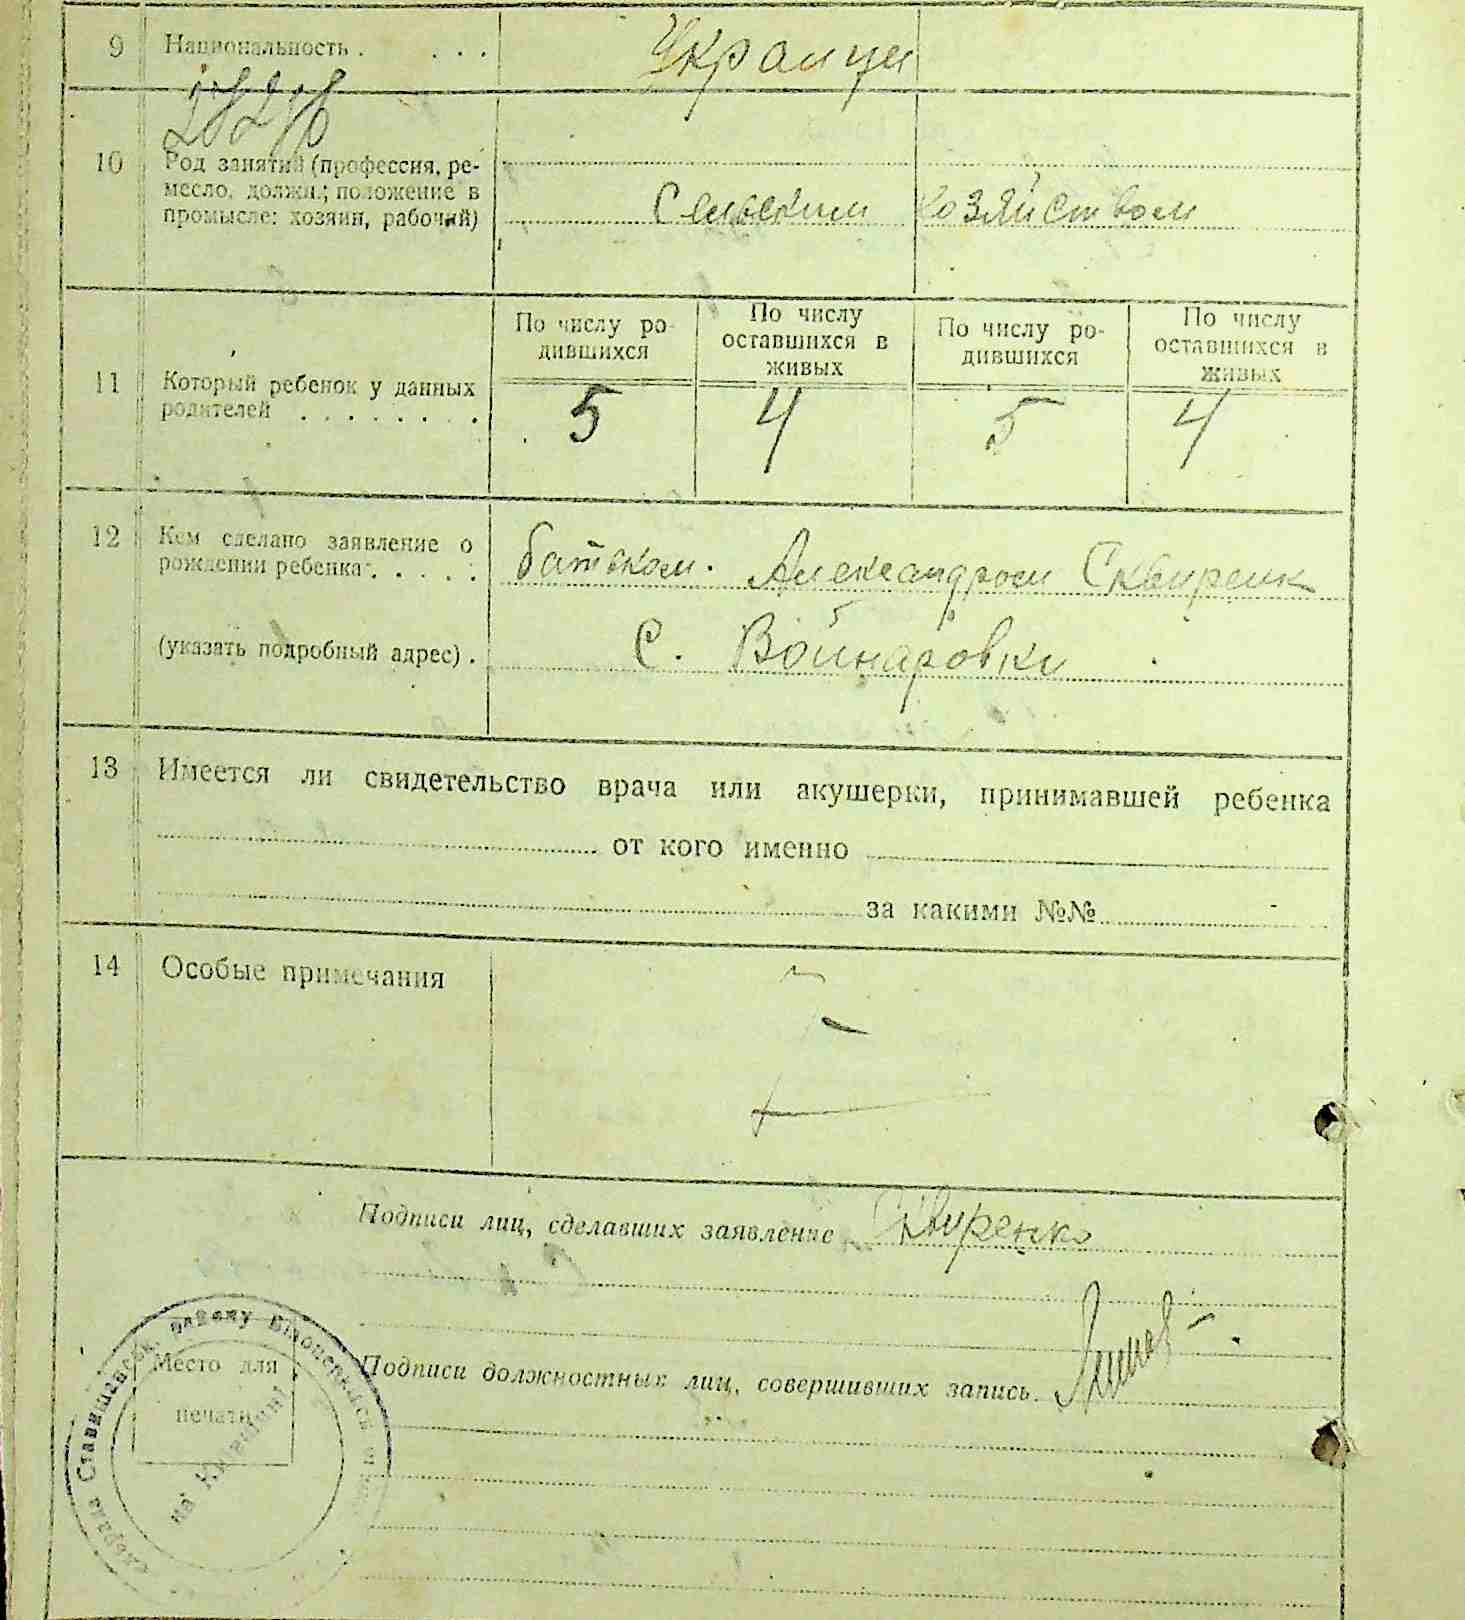 9 Национальность . . . . Украинцы
10 Род занятий (профессия, ре-
месло, должн.; положение в
промысле: хозяин, рабочий)
Сельским хозяйством
По числу ро-
дившихся
По числу
оставшихся в
живых
По числу ро-
дившихся
По числу
оставшихся в
живых
11 Который ребенок у данных
родителей . . . . . . . .
5 4 5 4
12 Кем сделано заявление о
рождении ребенка . . . . .
батьком. Александром Сквиренк
(указать подробный адрес) . С. Войнаровки
13 Имеется ли свидетельство врача или акушерки, принимавшей ребенка
от кого именно
за какими №№
14 Особые примечания
Подписи лиц, сделавших заявление Сквиренко
Подписи должностных лиц, совершивших запись
Место для
печати